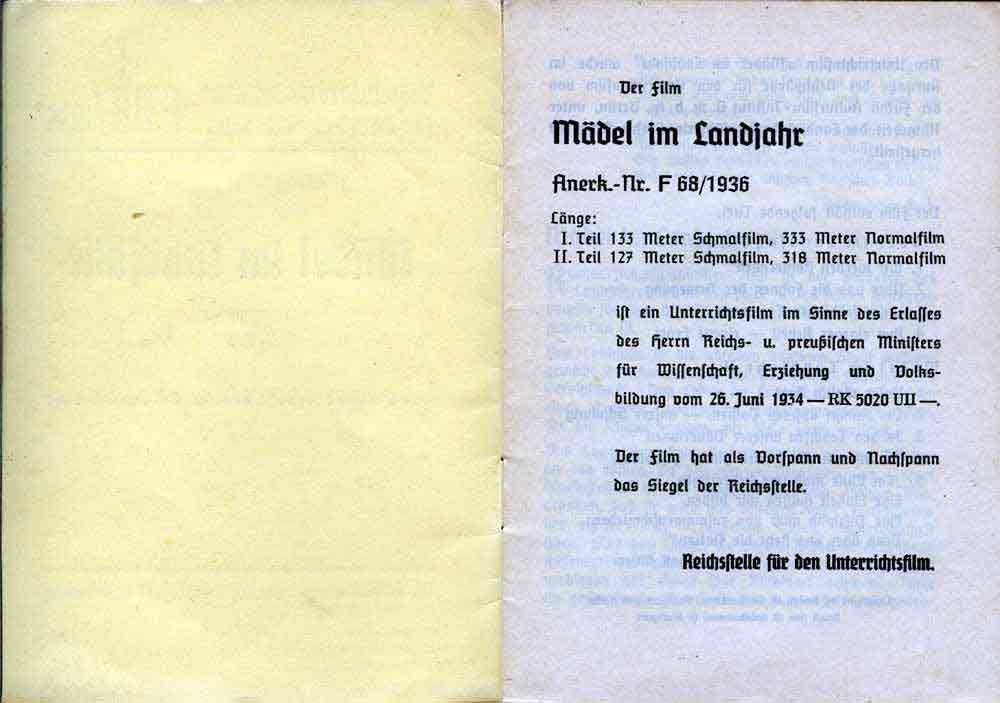 Der Film
Mädel im Landjahr
Anerk.-Nr. F 68/1936
Länge:
I. Teil 133 Meter Schmalfilm, 333 Meter Normalfilm
II. Teil 127 Meter Schmalfilm, 318 Meter Normalfilm
ist ein Unterrichtsfilm im Sinne des Erlasses
des Herrn Reichs- u. preußischen Ministers
für Wissenschaft, Erziehung und Volks-
bildung vom 26. Juni 1934 — RK 5020 UII —.
Der Film hat als Vorspann und Nachspann
das Siegel der Reichsstelle.
Reichsstelle für den Unterrichtsfilm.